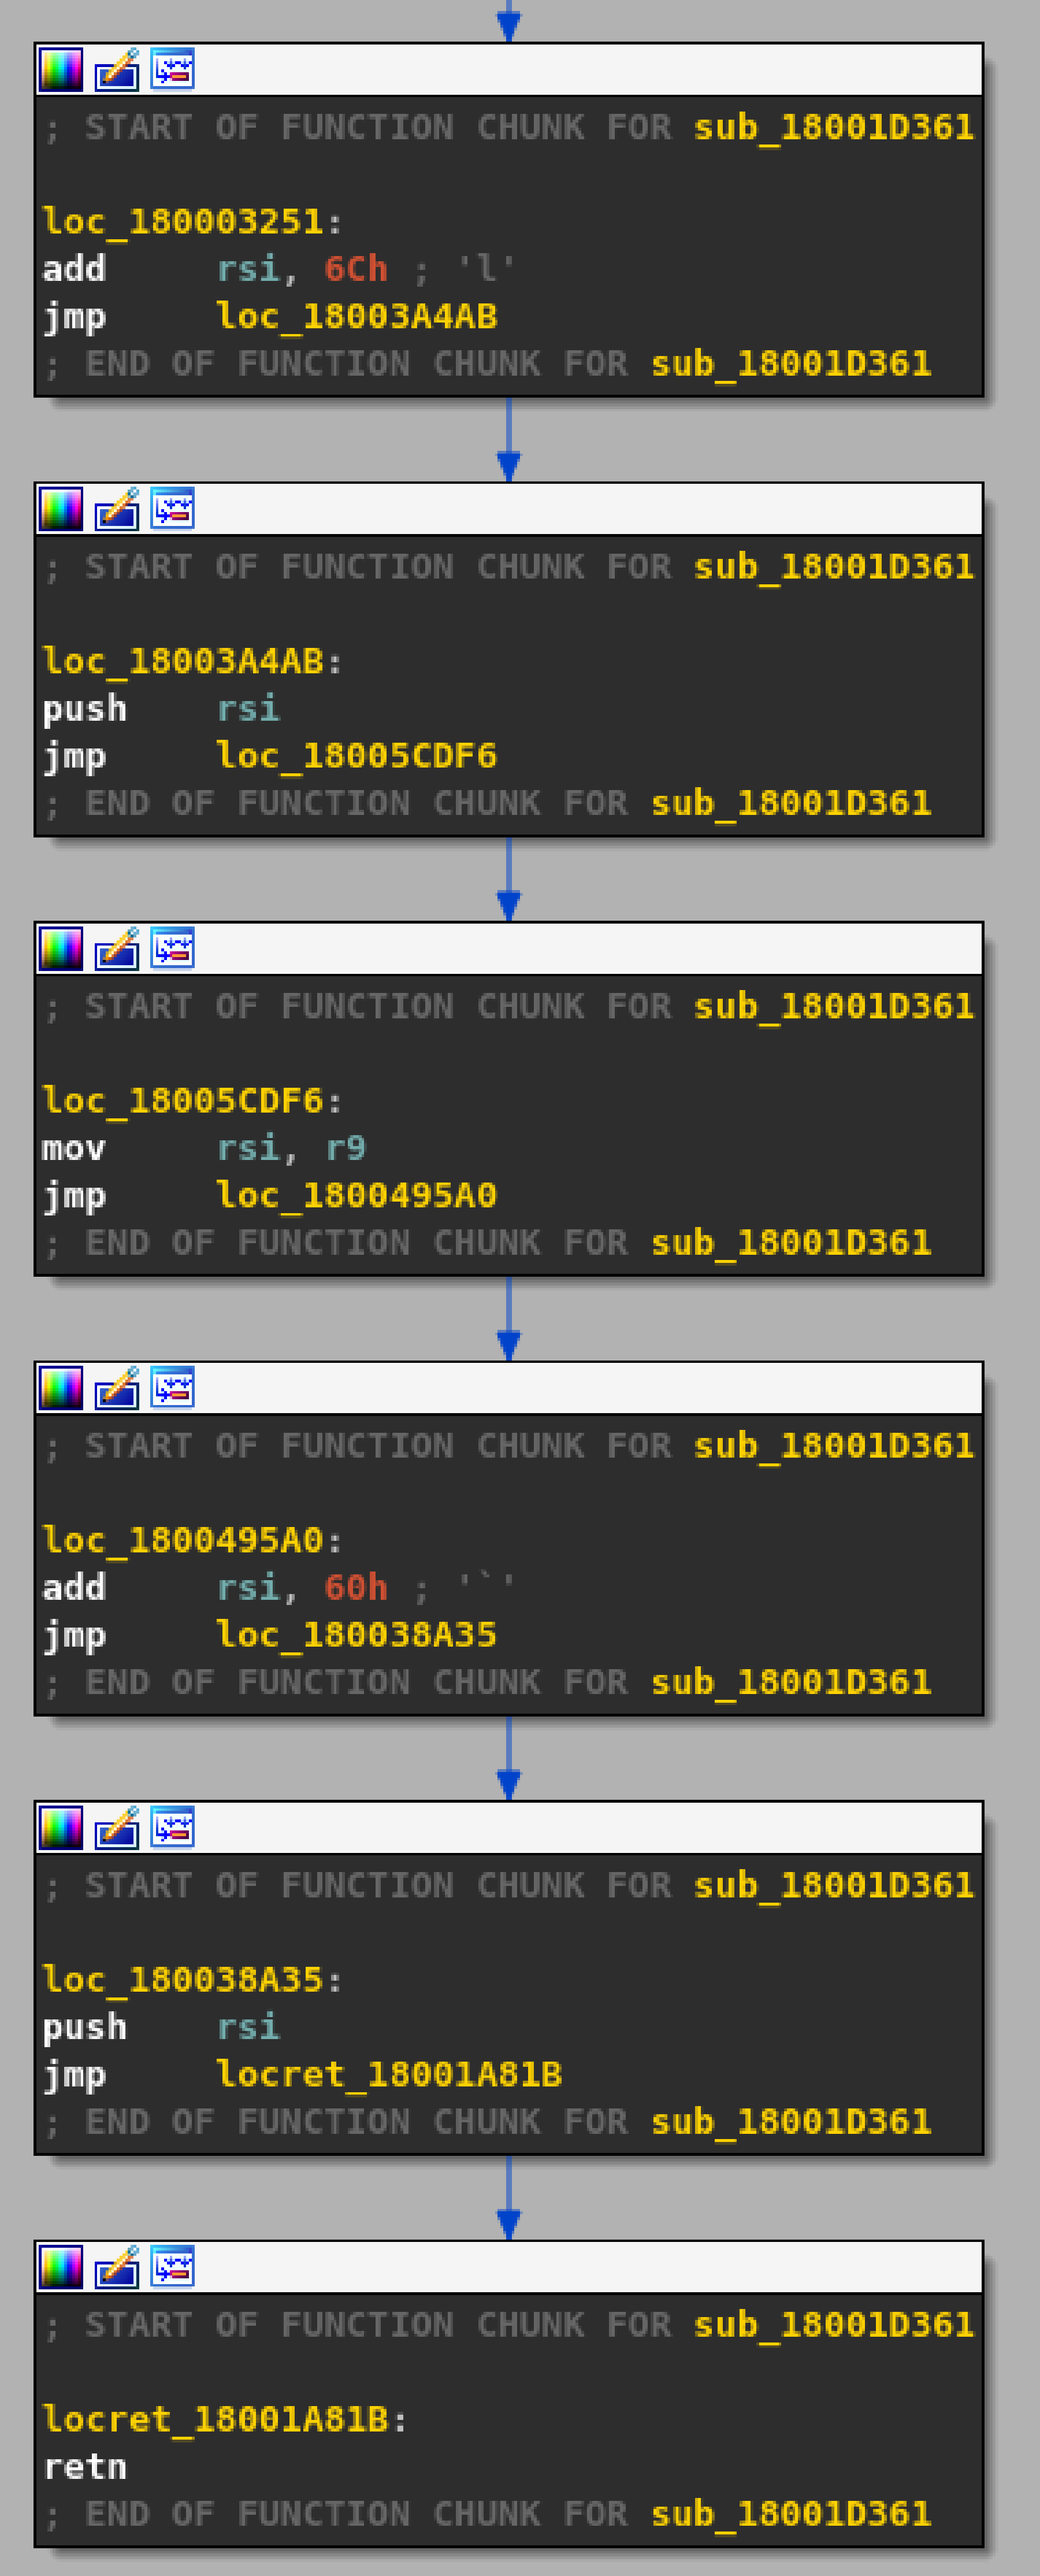 ; START OF FUNCTION CHUNK FOR sub_18001D361
loc_180003251:
add rsi, 6Ch ; 'l'
jmp loc_18003A4AB
; END OF FUNCTION CHUNK FOR sub_18001D361
; START OF FUNCTION CHUNK FOR sub_18001D361
loc_18003A4AB:
push rsi
jmp loc_18005CDF6
; END OF FUNCTION CHUNK FOR sub_18001D361
; START OF FUNCTION CHUNK FOR sub_18001D361
loc_18005CDF6:
mov rsi, r9
jmp loc_1800495A0
; END OF FUNCTION CHUNK FOR sub_18001D361
; START OF FUNCTION CHUNK FOR sub_18001D361
loc_1800495A0:
add rsi, 60h ; '`'
jmp loc_180038A35
; END OF FUNCTION CHUNK FOR sub_18001D361
; START OF FUNCTION CHUNK FOR sub_18001D361
loc_180038A35:
push rsi
jmp locret_18001A81B
; END OF FUNCTION CHUNK FOR sub_18001D361
; START OF FUNCTION CHUNK FOR sub_18001D361
locret_18001A81B:
retn
; END OF FUNCTION CHUNK FOR sub_18001D361